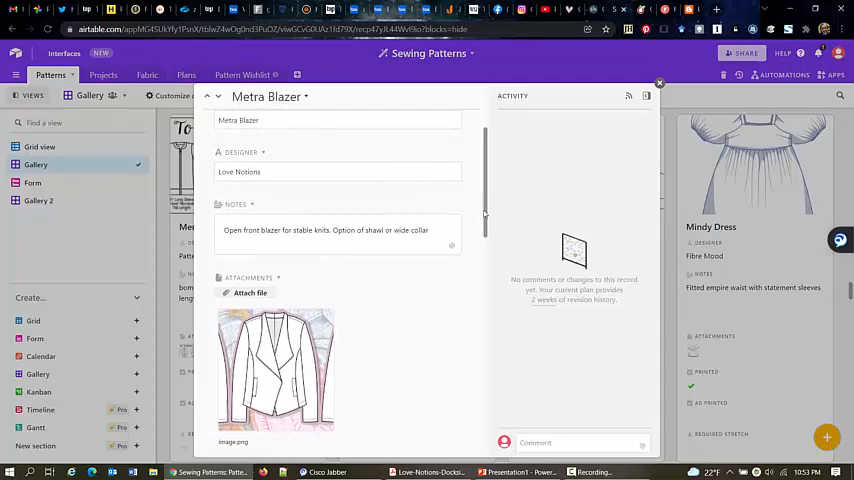 airtable.com/appMG4SUkYfy1PsnX/tblwZ4wOg0nd3PuOZ/viwGCvG0UAz1fd79x/recp47yr0cJL44WvI9o?blocks=hide
Interfaces
NEW
Sewing Patterns
SHARE
HELP
Patterns
Projects
Fabric
Plans
Pattern Wishlist
AUTOMATIONS
APPS
VIEWS
Gallery
Customize c
Metra Blazer
ACTIVITY
Find a view
Grid view
Gallery
Form
Gallery 2
Metra Blazer
DESIGNER
Love Notions
NOTES
Open front blazer for stable knits. Option of shawl or wide collar
ATTACHMENTS
Attach file
image.png
No comments or changes to this record
yet. Your current plan provides
2 weeks of revision history.
Comment
Mindy Dress
DESIGNER
Fibre Mood
NOTES
Fitted empire waist with statement sleeves
ATTACHMENTS
PRINTED
A0 PRINTED
REQUIRED STRETCH
Create...
Grid
Form
Calendar
Gallery
Kanban
Timeline
Pro
Gantt
Pro
New section
Pro
Sewing Patterns: Patte...
Cisco Jabber
Love-Notions-Docksi...
Presentation1 - Powe...
Recording...
22°F
10:53 PM